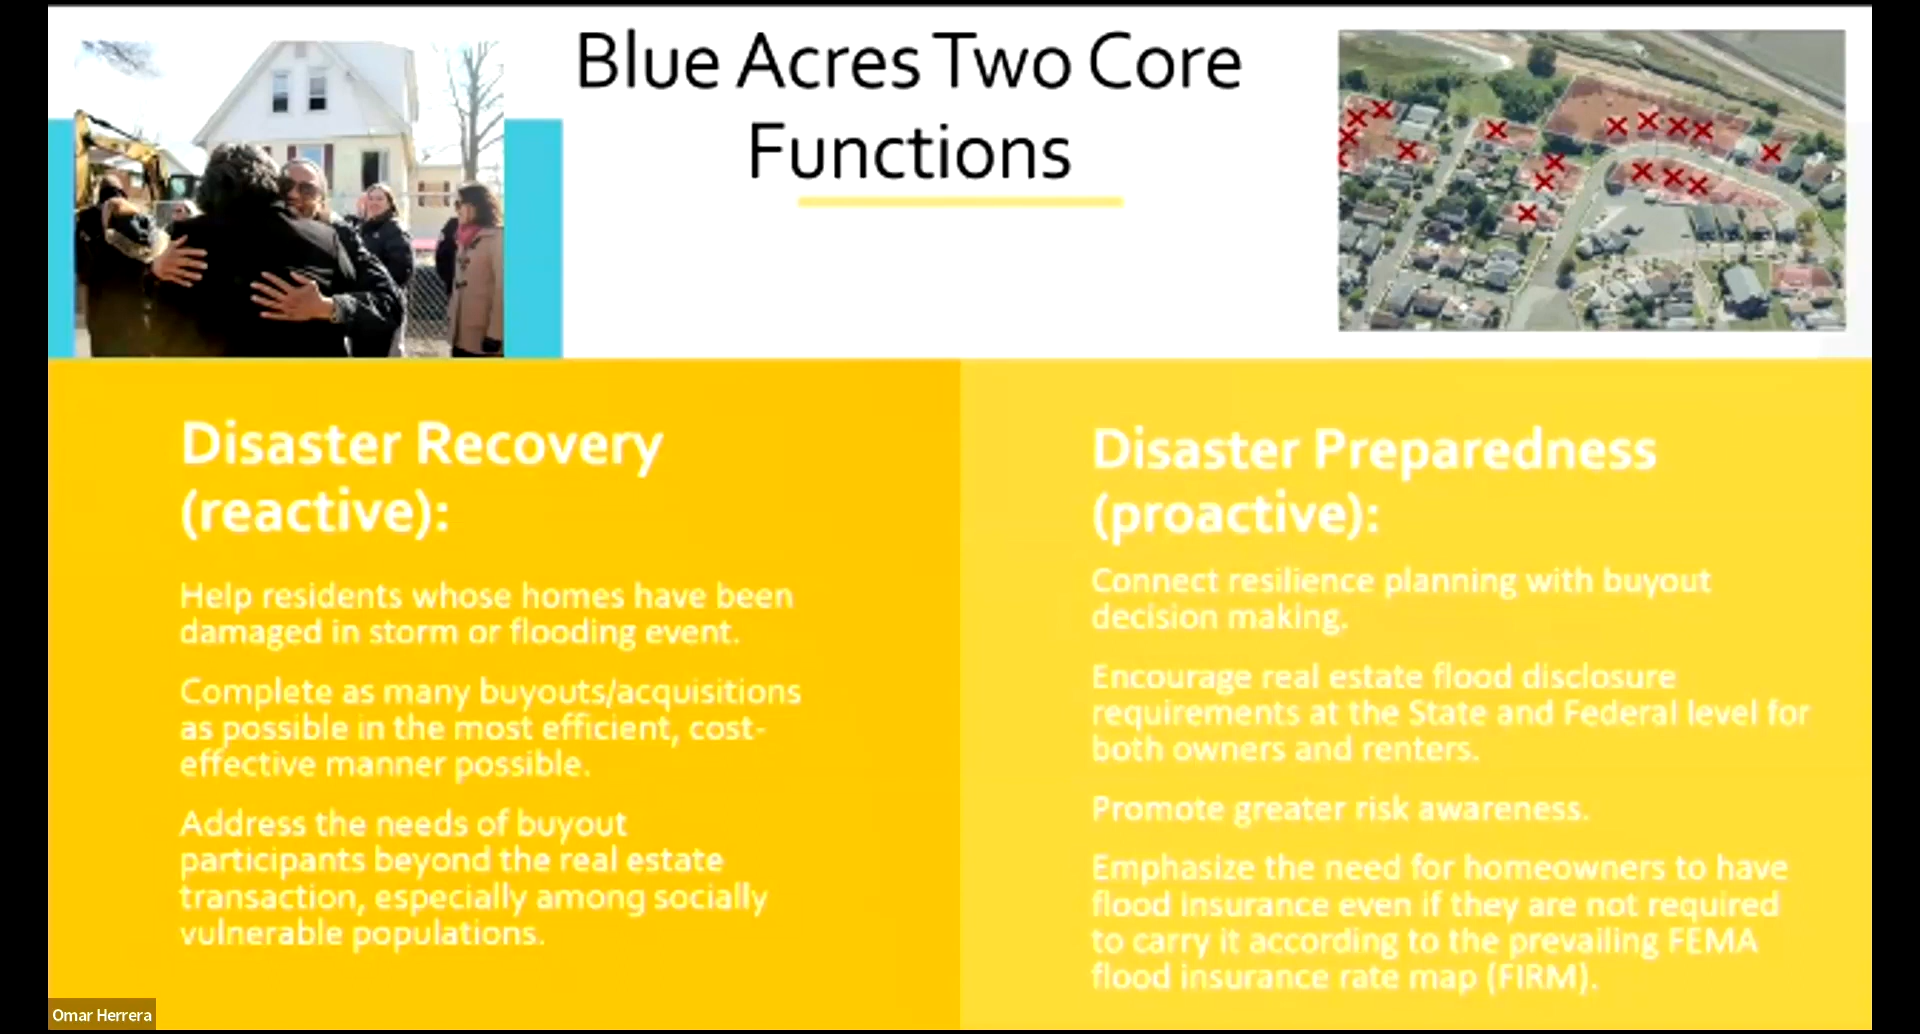 Blue Acres Two Core
Functions
Disaster Recovery
(reactive):
Help residents whose homes have been
damaged in storm or flooding event.
Complete as many buyouts/acquisitions
as possible in the most efficient, cost-
effective manner possible.
Address the needs of buyout
participants beyond the real estate
transaction, especially among socially
vulnerable populations.
Disaster Preparedness
(proactive):
Connect resilience planning with buyout
decision making.
Encourage real estate flood disclosure
requirements at the State and Federal level for
both owners and renters.
Promote greater risk awareness.
Emphasize the need for homeowners to have
flood insurance even if they are not required
to carry it according to the prevailing FEMA
flood insurance rate map (FIRM).
Omar Herrera